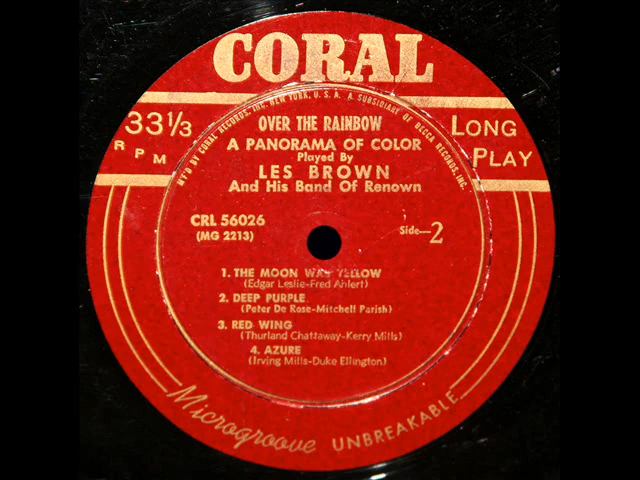 CORAL
MF'D BY CORAL RECORDS, INC. NEW YORK, U. S. A. A SUBSIDIARY OF DECCA RECORDS, INC.
33⅓
RPM
LONG
PLAY
OVER THE RAINBOW
A PANORAMA OF COLOR
Played By
LES BROWN
And His Band Of Renown
CRL 56026
(MG 2213)
Side—2
1. THE MOON WAS YELLOW
(Edgar Leslie-Fred Ahlert)
2. DEEP PURPLE
(Peter De Rose-Mitchell Parish)
3. RED WING
(Thurland Chattaway-Kerry Mills)
4. AZURE
(Irving Mills-Duke Ellington)
Microgroove UNBREAKABLE